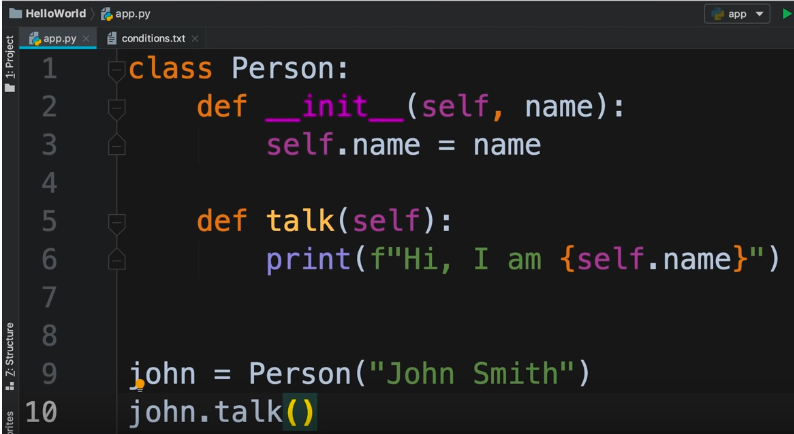 HelloWorld app.py
app
app.py conditions.txt
1: Project
1 class Person:
2     def __init__(self, name):
3         self.name = name
4
5     def talk(self):
6         print(f"Hi, I am {self.name}")
7
8
9 john = Person("John Smith")
10 john.talk()
Z: Structure
rites